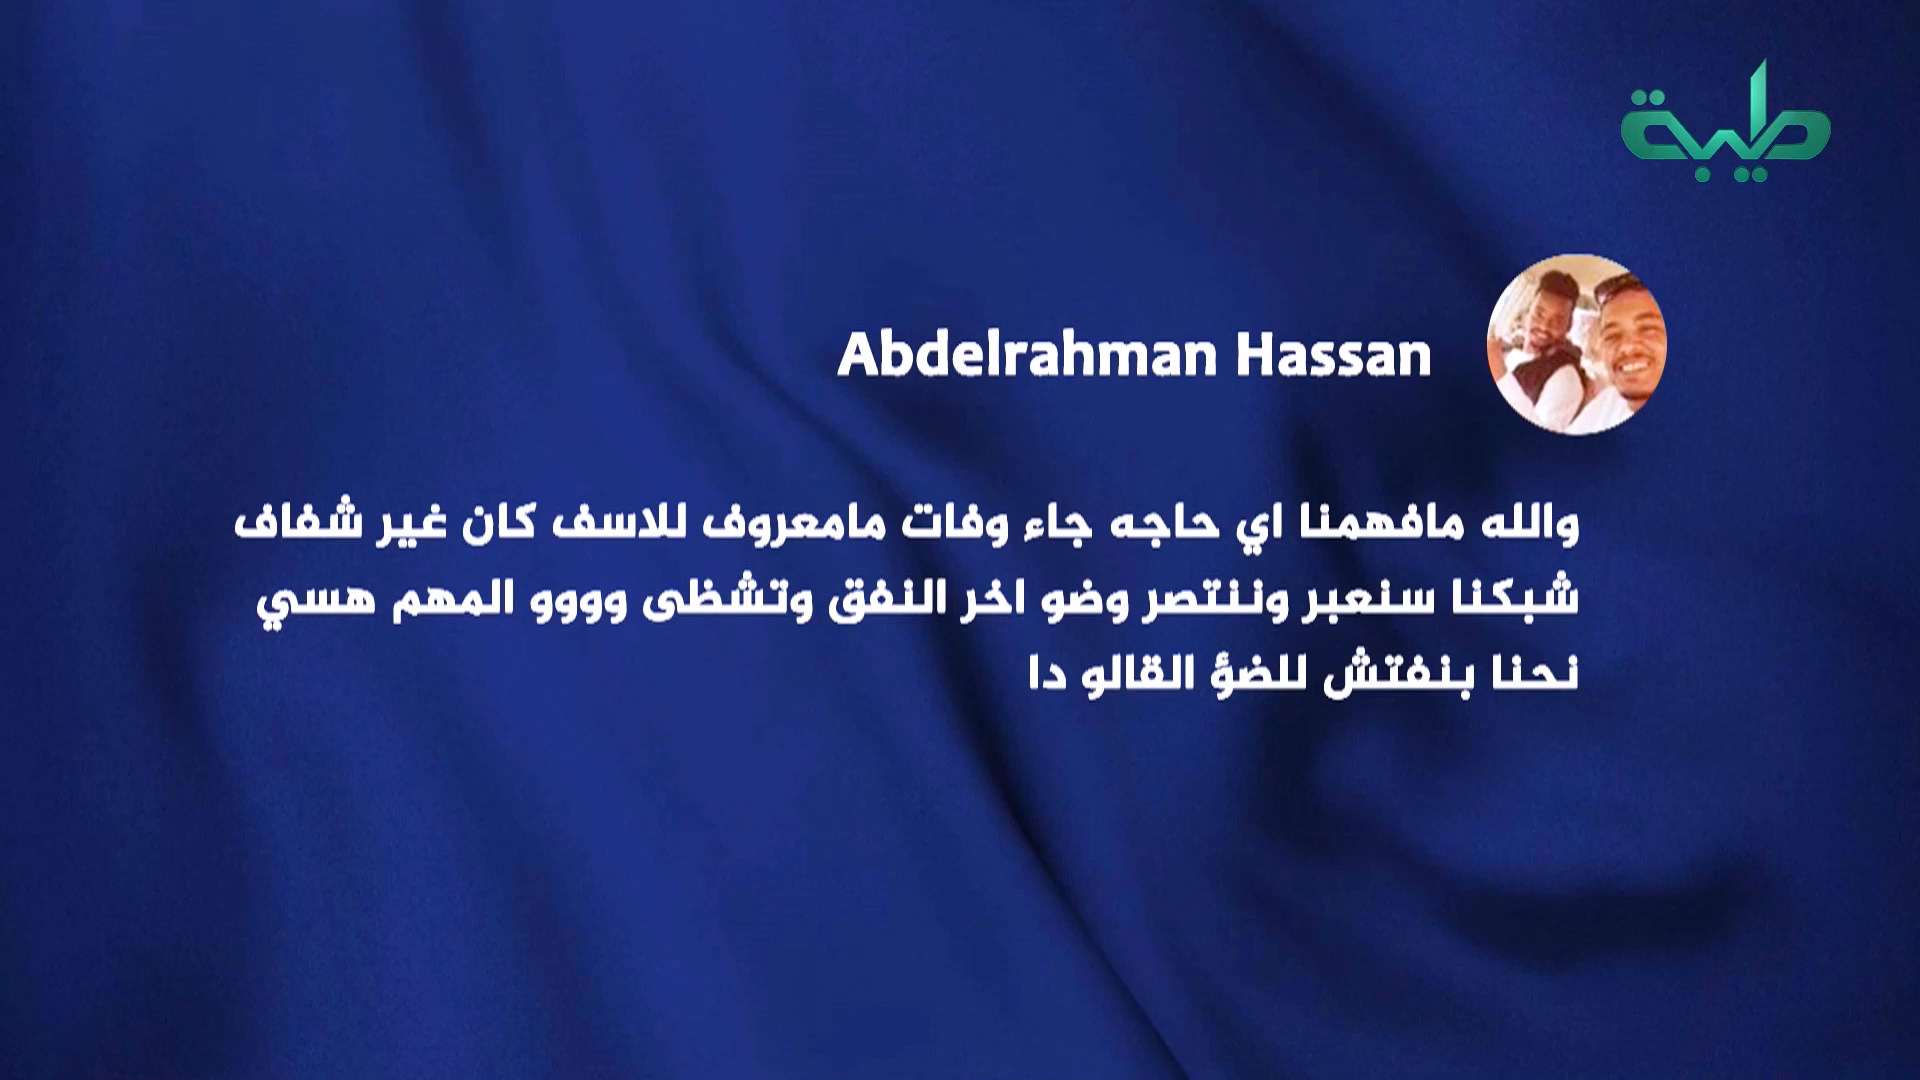 طيبة
Abdelrahman Hassan
والله مافهمنا اي حاجه جاء وفات مامعروف للاسف كان غير شفاف
شبكنا سنعبر وننتصر وضو اخر النفق وتشظى وووو المهم هسي
نحنا بنفتش للضؤ القالو دا